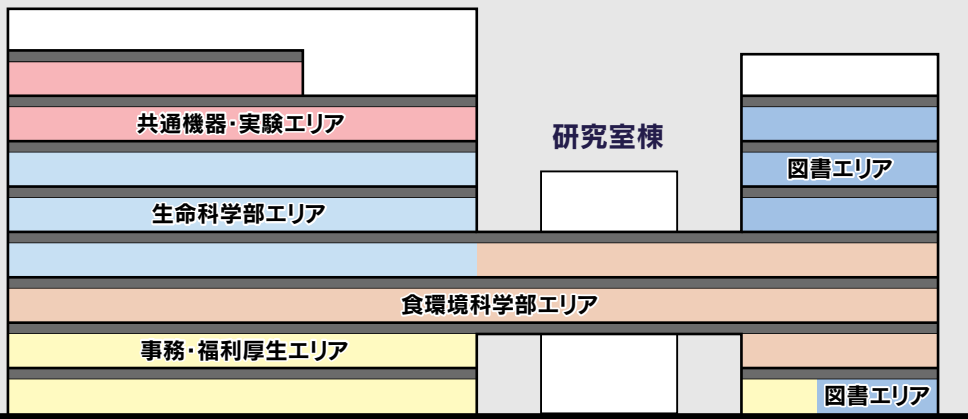 共通機器・実験エリア
研究室棟
図書エリア
生命科学部エリア
食環境科学部エリア
事務・福利厚生エリア
図書エリア